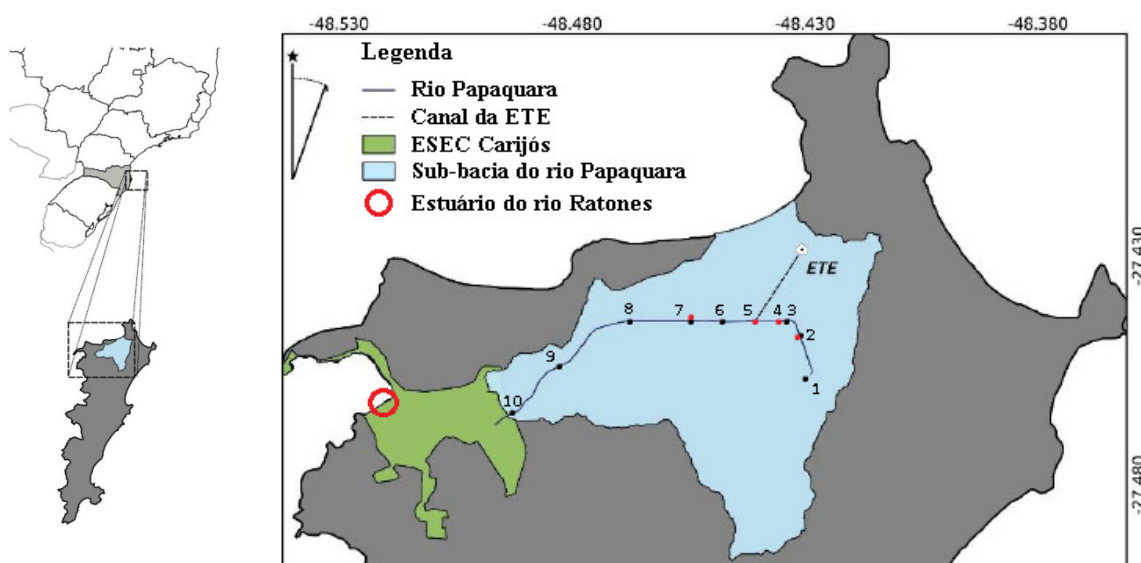 -48.530 -48.480 -48.430 -48.380
Legenda
Rio Papaquara
Canal da ETE
ESEC Carijós
Sub-bacia do rio Papaquara
Estuário do rio Ratones
-27.430
ETE
8 7 6 5 4 3
2
9
1
10
-27.480